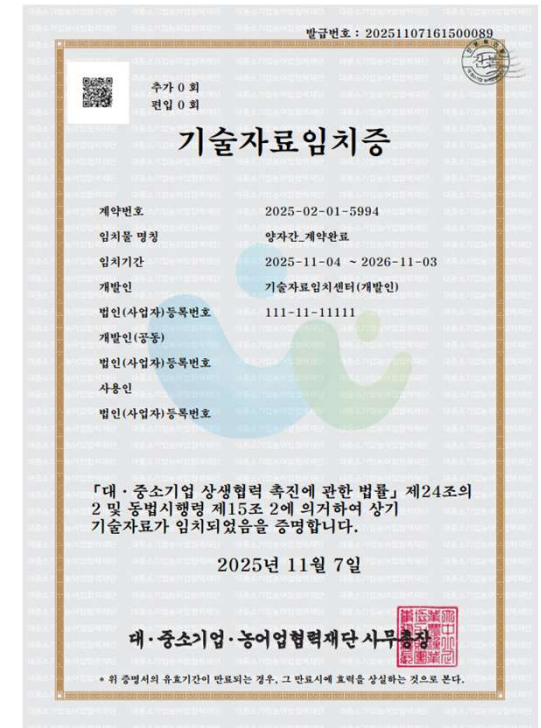 발급번호 : 20251107161500089
추가 0 회
편입 0 회
기술자료임치증
계약번호 2025-02-01-5994
임치물 명칭 양자간_계약완료
임치기간 2025-11-04 ~ 2026-11-03
개발인 기술자료임치센터(개발인)
법인(사업자)등록번호 111-11-11111
개발인(공동)
법인(사업자)등록번호
사용인
법인(사업자)등록번호
「대ㆍ중소기업 상생협력 촉진에 관한 법률」 제24조의
2 및 동법시행령 제15조 2에 의거하여 상기
기술자료가 임치되었음을 증명합니다.
2025년 11월 7일
대·중소기업·농어업협력재단 사무총장
* 위 증명서의 유효기간이 만료되는 경우, 그 만료시에 효력을 상실하는 것으로 본다.